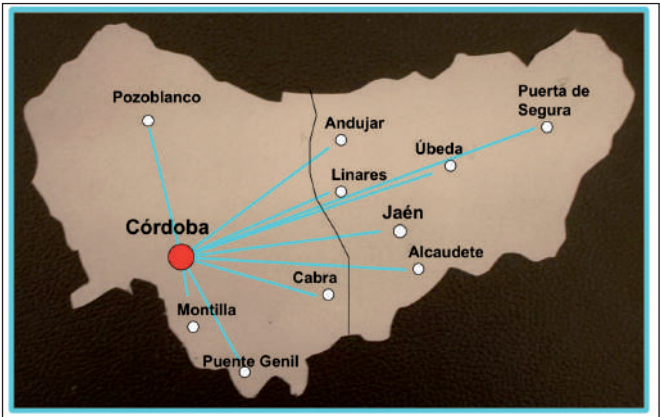 Pozoblanco
Andujar
Puerta de
Segura
Úbeda
Linares
Córdoba
Jaén
Alcaudete
Cabra
Montilla
Puente Genil